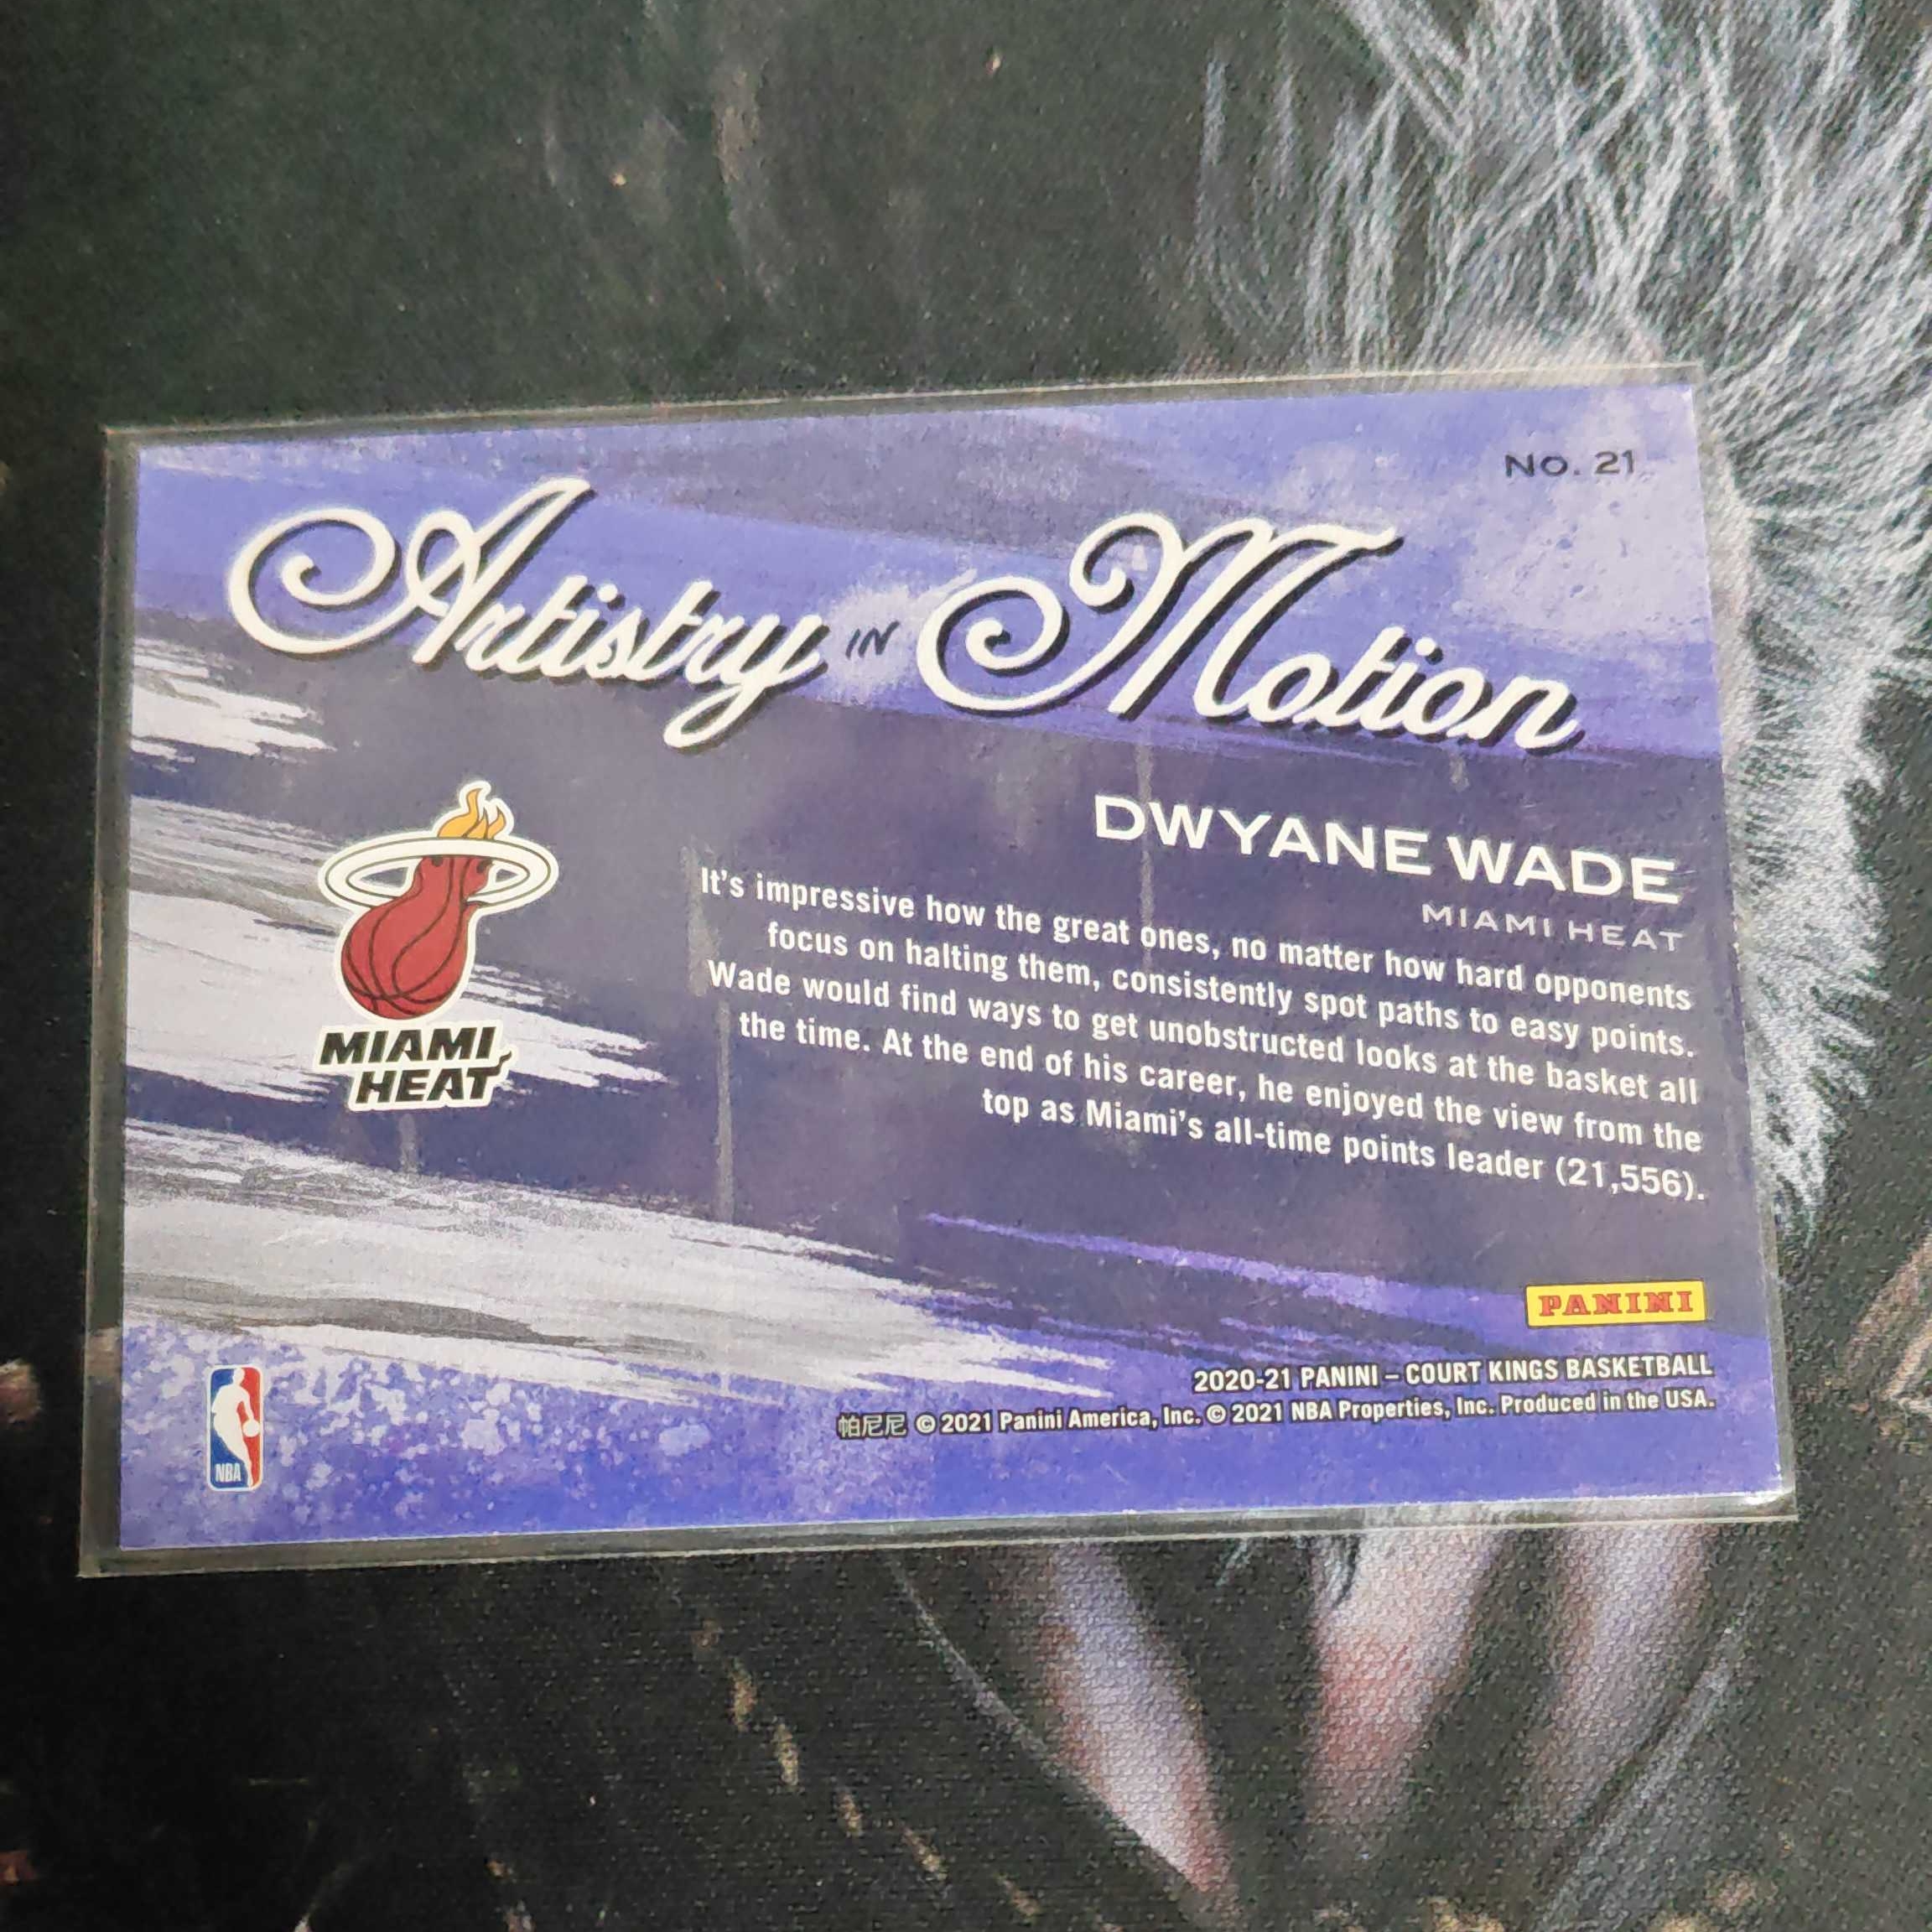 NO. 21
Artistry IN Motion
DWYANE WADE
MIAMI HEAT
It's impressive how the great ones, no matter how hard opponents
focus on halting them, consistently spot paths to easy points.
Wade would find ways to get unobstructed looks at the basket all
the time. At the end of his career, he enjoyed the view from the
top as Miami's all-time points leader (21,556).
MIAMI
HEAT
PANINI
2020-21 PANINI – COURT KINGS BASKETBALL
帕尼尼 © 2021 Panini America, Inc. © 2021 NBA Properties, Inc. Produced in the USA.
NBA